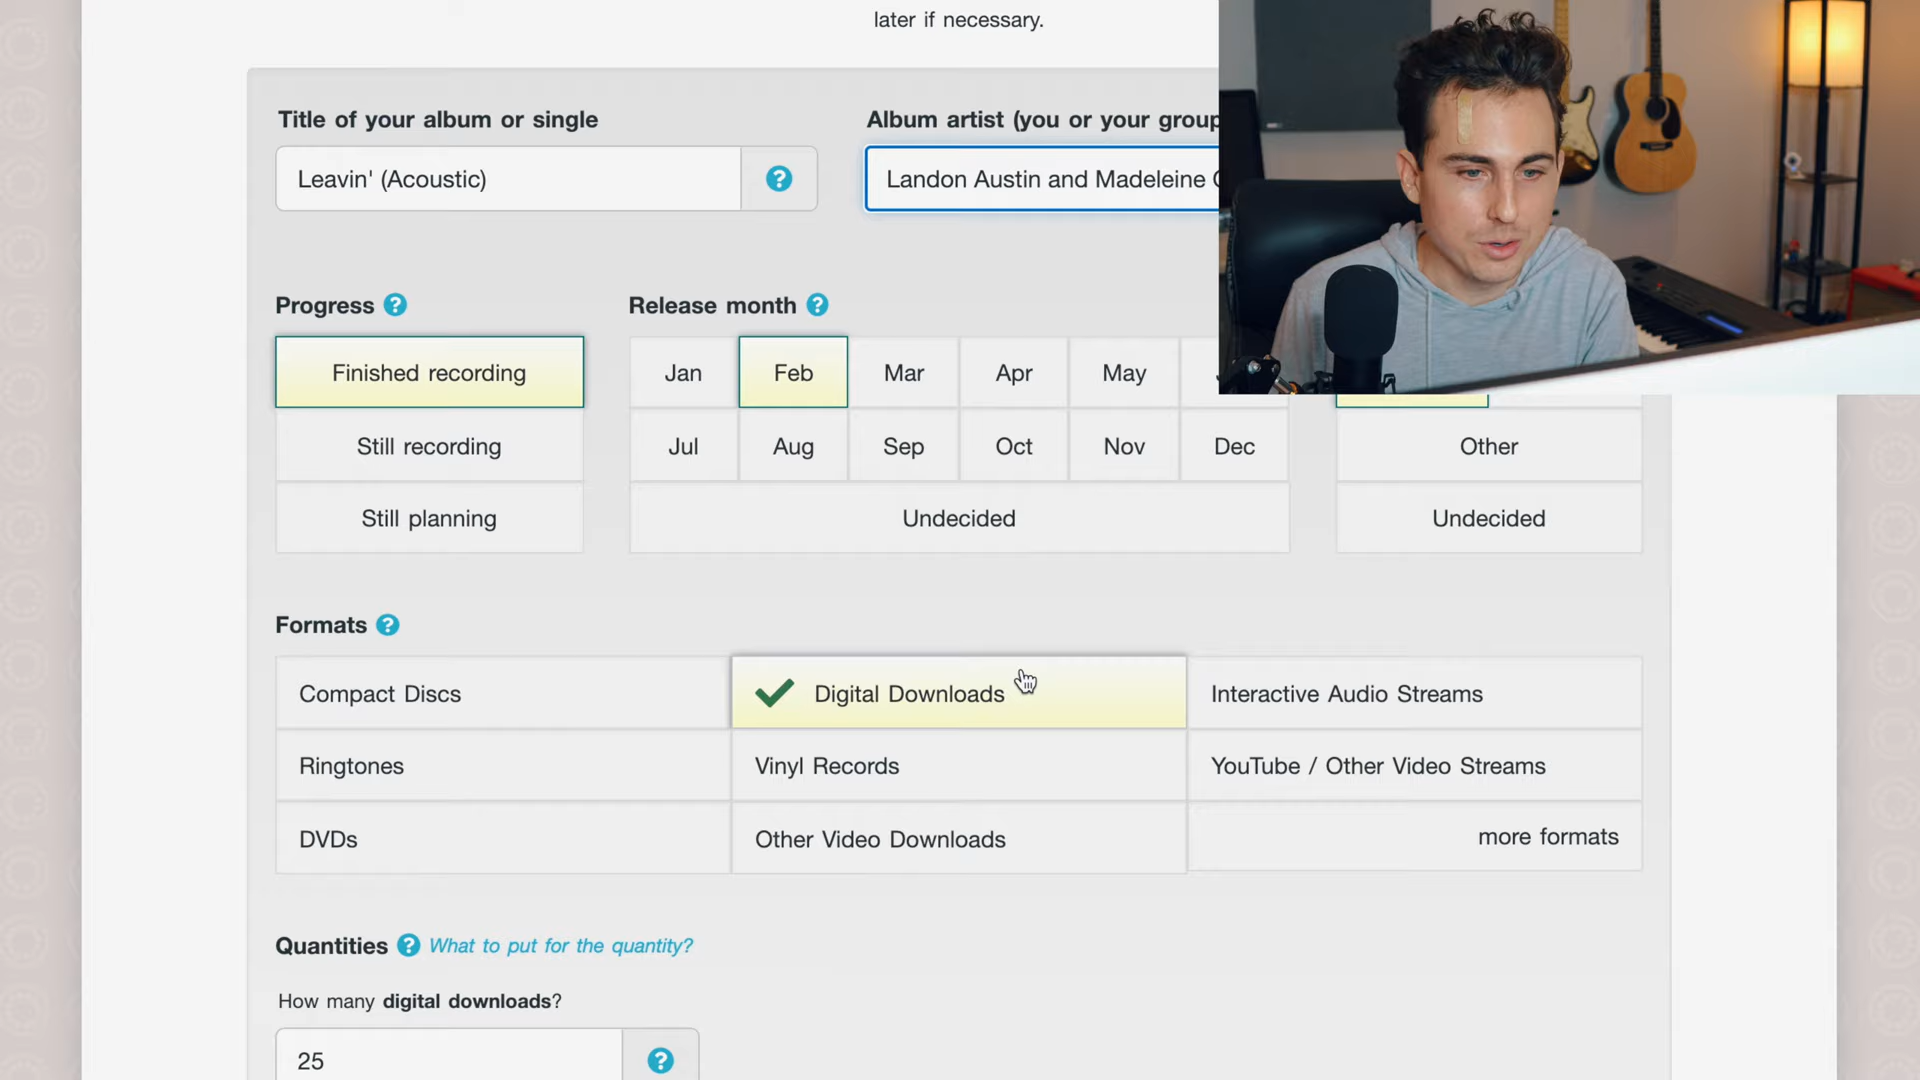 later if necessary.
Title of your album or single
Album artist (you or your group
Leavin' (Acoustic)
Landon Austin and Madeleine
Progress
Release month
Finished recording
Jan
Feb
Mar
Apr
May
Still recording
Jul
Aug
Sep
Oct
Nov
Dec
Other
Still planning
Undecided
Undecided
Formats
Compact Discs
Digital Downloads
Interactive Audio Streams
Ringtones
Vinyl Records
YouTube / Other Video Streams
DVDs
Other Video Downloads
more formats
Quantities
What to put for the quantity?
How many digital downloads?
25